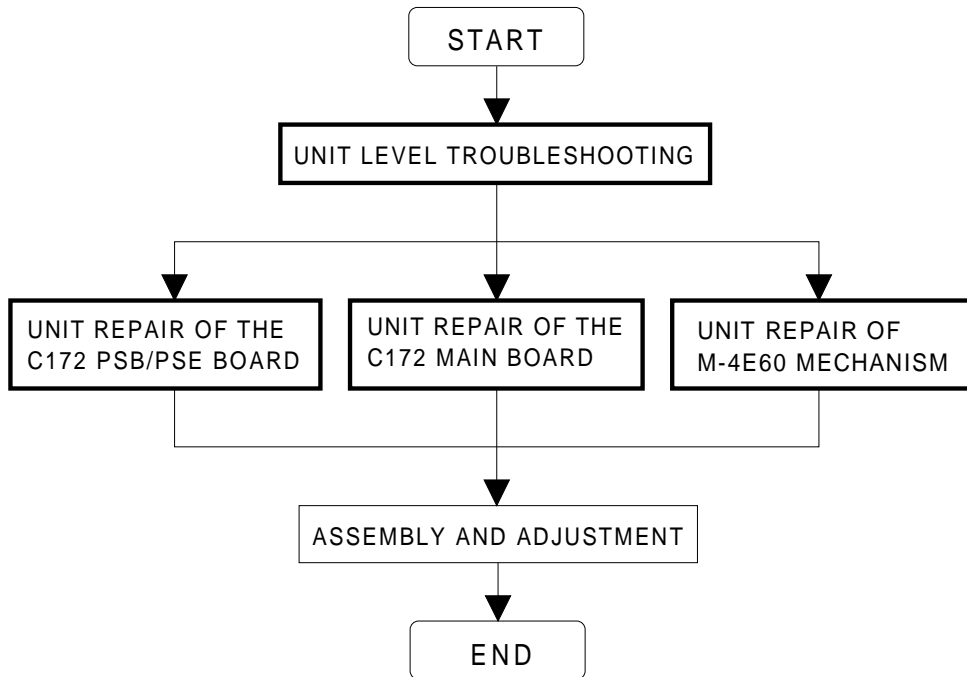 START
UNIT LEVEL TROUBLESHOOTING
UNIT REPAIR OF THE
C172 PSB/PSE BOARD
UNIT REPAIR OF THE
C172 MAIN BOARD
UNIT REPAIR OF
M-4E60 MECHANISM
ASSEMBLY AND ADJUSTMENT
END